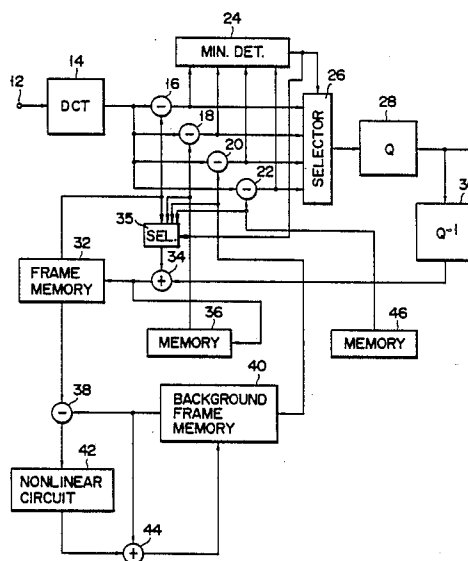 24
MIN. DET.
14
12
DCT
16
−
26
SELECTOR
18
−
28
Q
20
−
22
−
35
SEL.
Q-1
32
FRAME MEMORY
34
+
36
MEMORY
46
MEMORY
40
BACKGROUND
FRAME
MEMORY
38
−
42
NONLINEAR
CIRCUIT
+
44